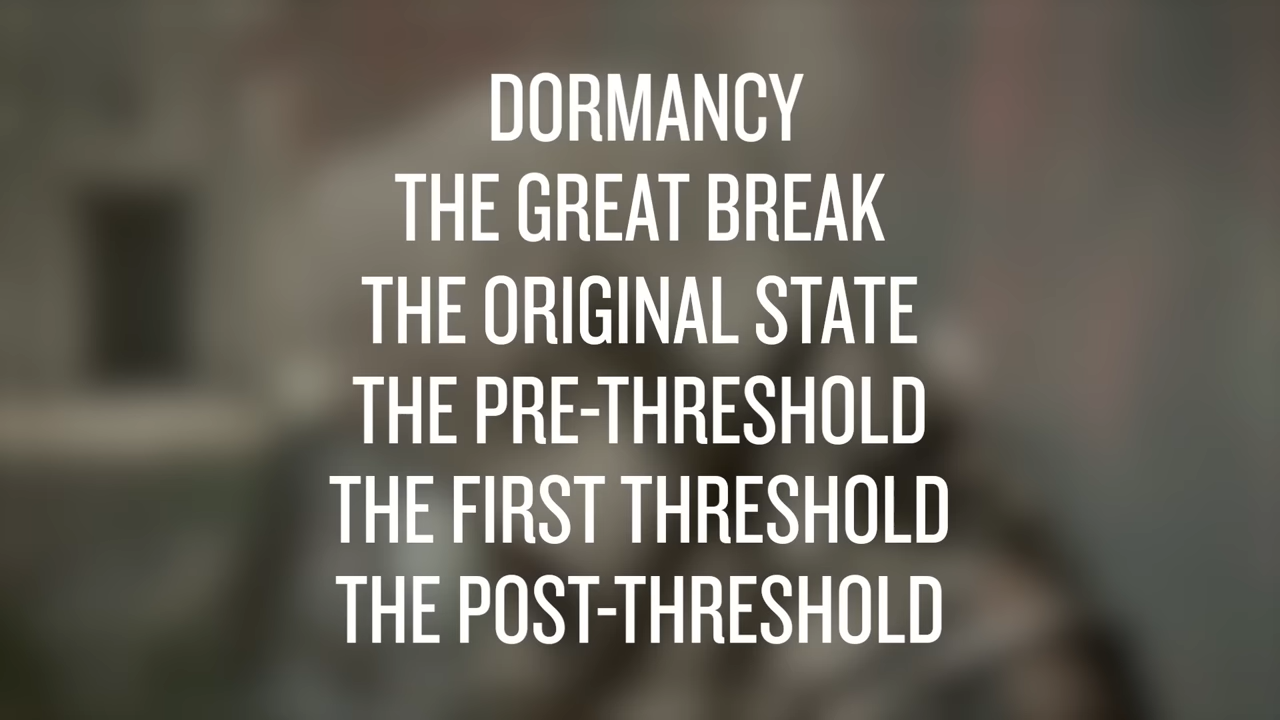 DORMANCY
THE GREAT BREAK
THE ORIGINAL STATE
THE PRE-THRESHOLD
THE FIRST THRESHOLD
THE POST-THRESHOLD